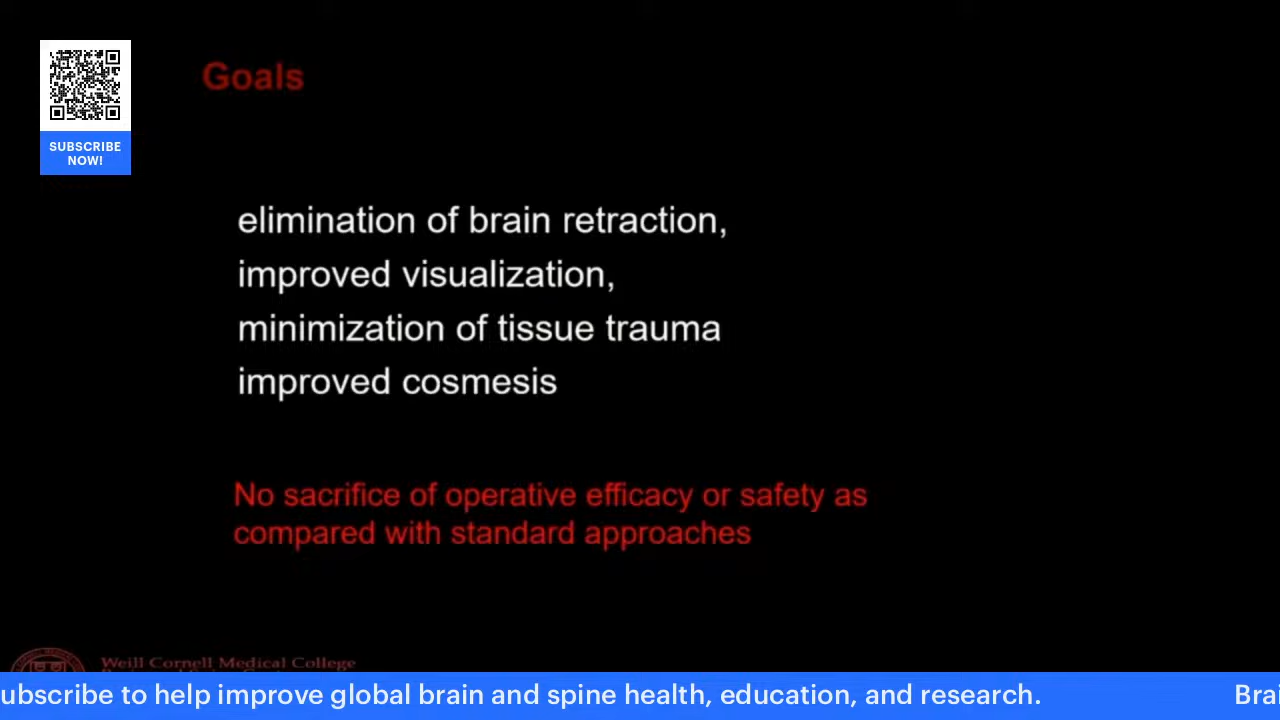 SUBSCRIBE
NOW!
Goals
elimination of brain retraction,
improved visualization,
minimization of tissue trauma
improved cosmesis
No sacrifice of operative efficacy or safety as
compared with standard approaches
Weill Cornell Medical College
ubscribe to help improve global brain and spine health, education, and research.
Brai